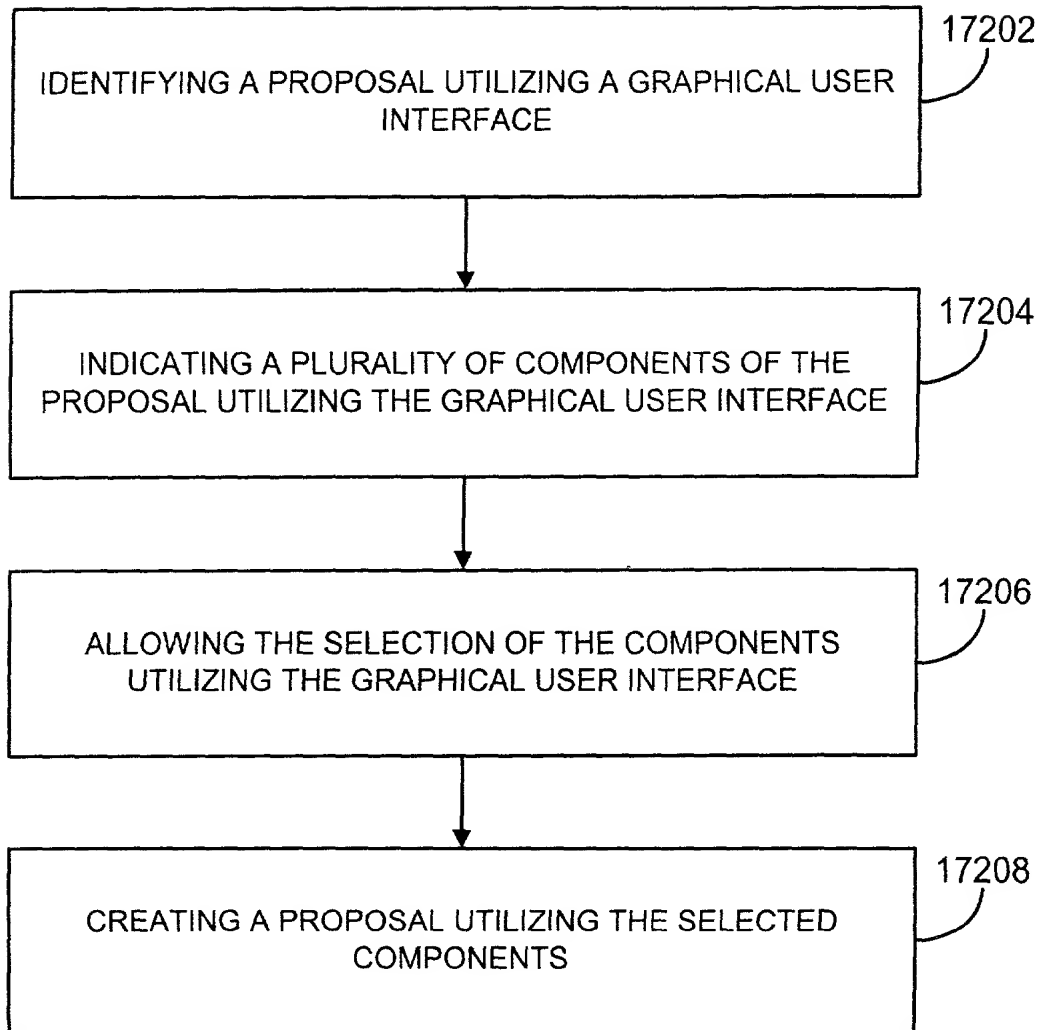 17202
IDENTIFYING A PROPOSAL UTILIZING A GRAPHICAL USER
INTERFACE
17204
INDICATING A PLURALITY OF COMPONENTS OF THE
PROPOSAL UTILIZING THE GRAPHICAL USER INTERFACE
17206
ALLOWING THE SELECTION OF THE COMPONENTS
UTILIZING THE GRAPHICAL USER INTERFACE
17208
CREATING A PROPOSAL UTILIZING THE SELECTED
COMPONENTS